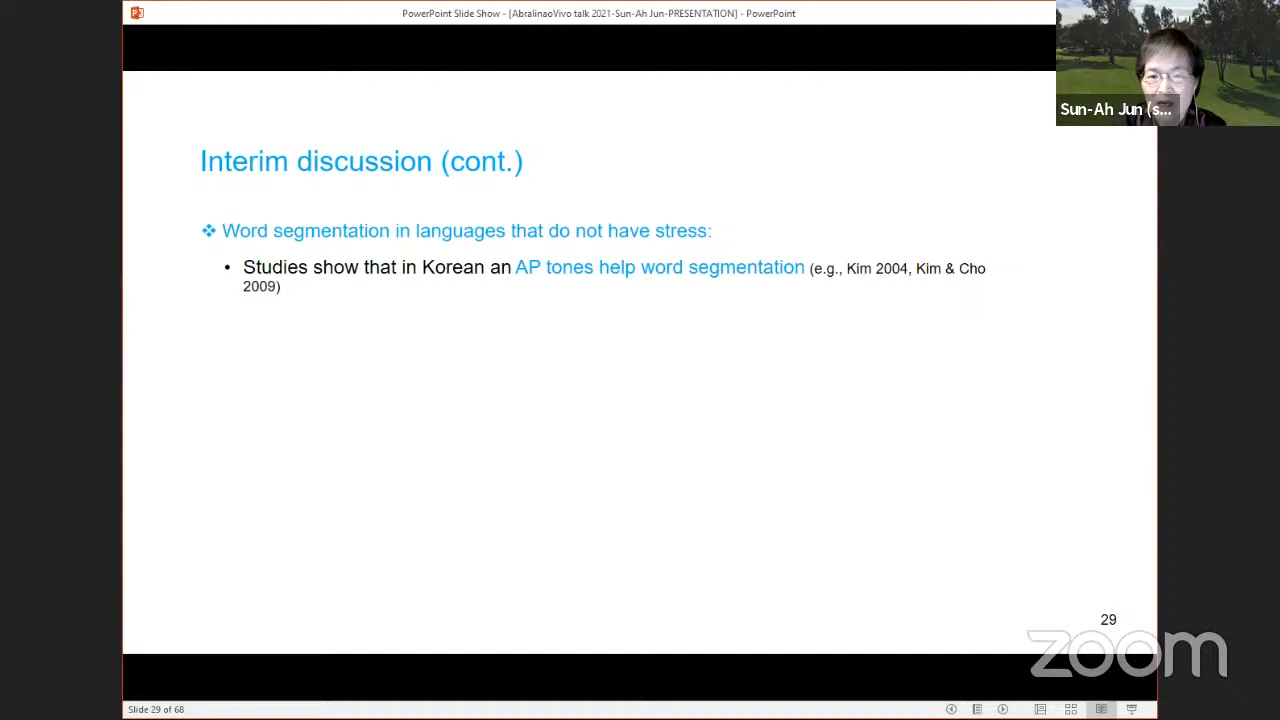 PowerPoint Slide Show - [AbralinaoVivo talk 2021-Sun-Ah Jun-PRESENTATION] - PowerPoint
Sun-Ah Jun (s...
Interim discussion (cont.)
Word segmentation in languages that do not have stress:
• Studies show that in Korean an AP tones help word segmentation (e.g., Kim 2004, Kim & Cho
2009)
29
zoom
Slide 29 of 68